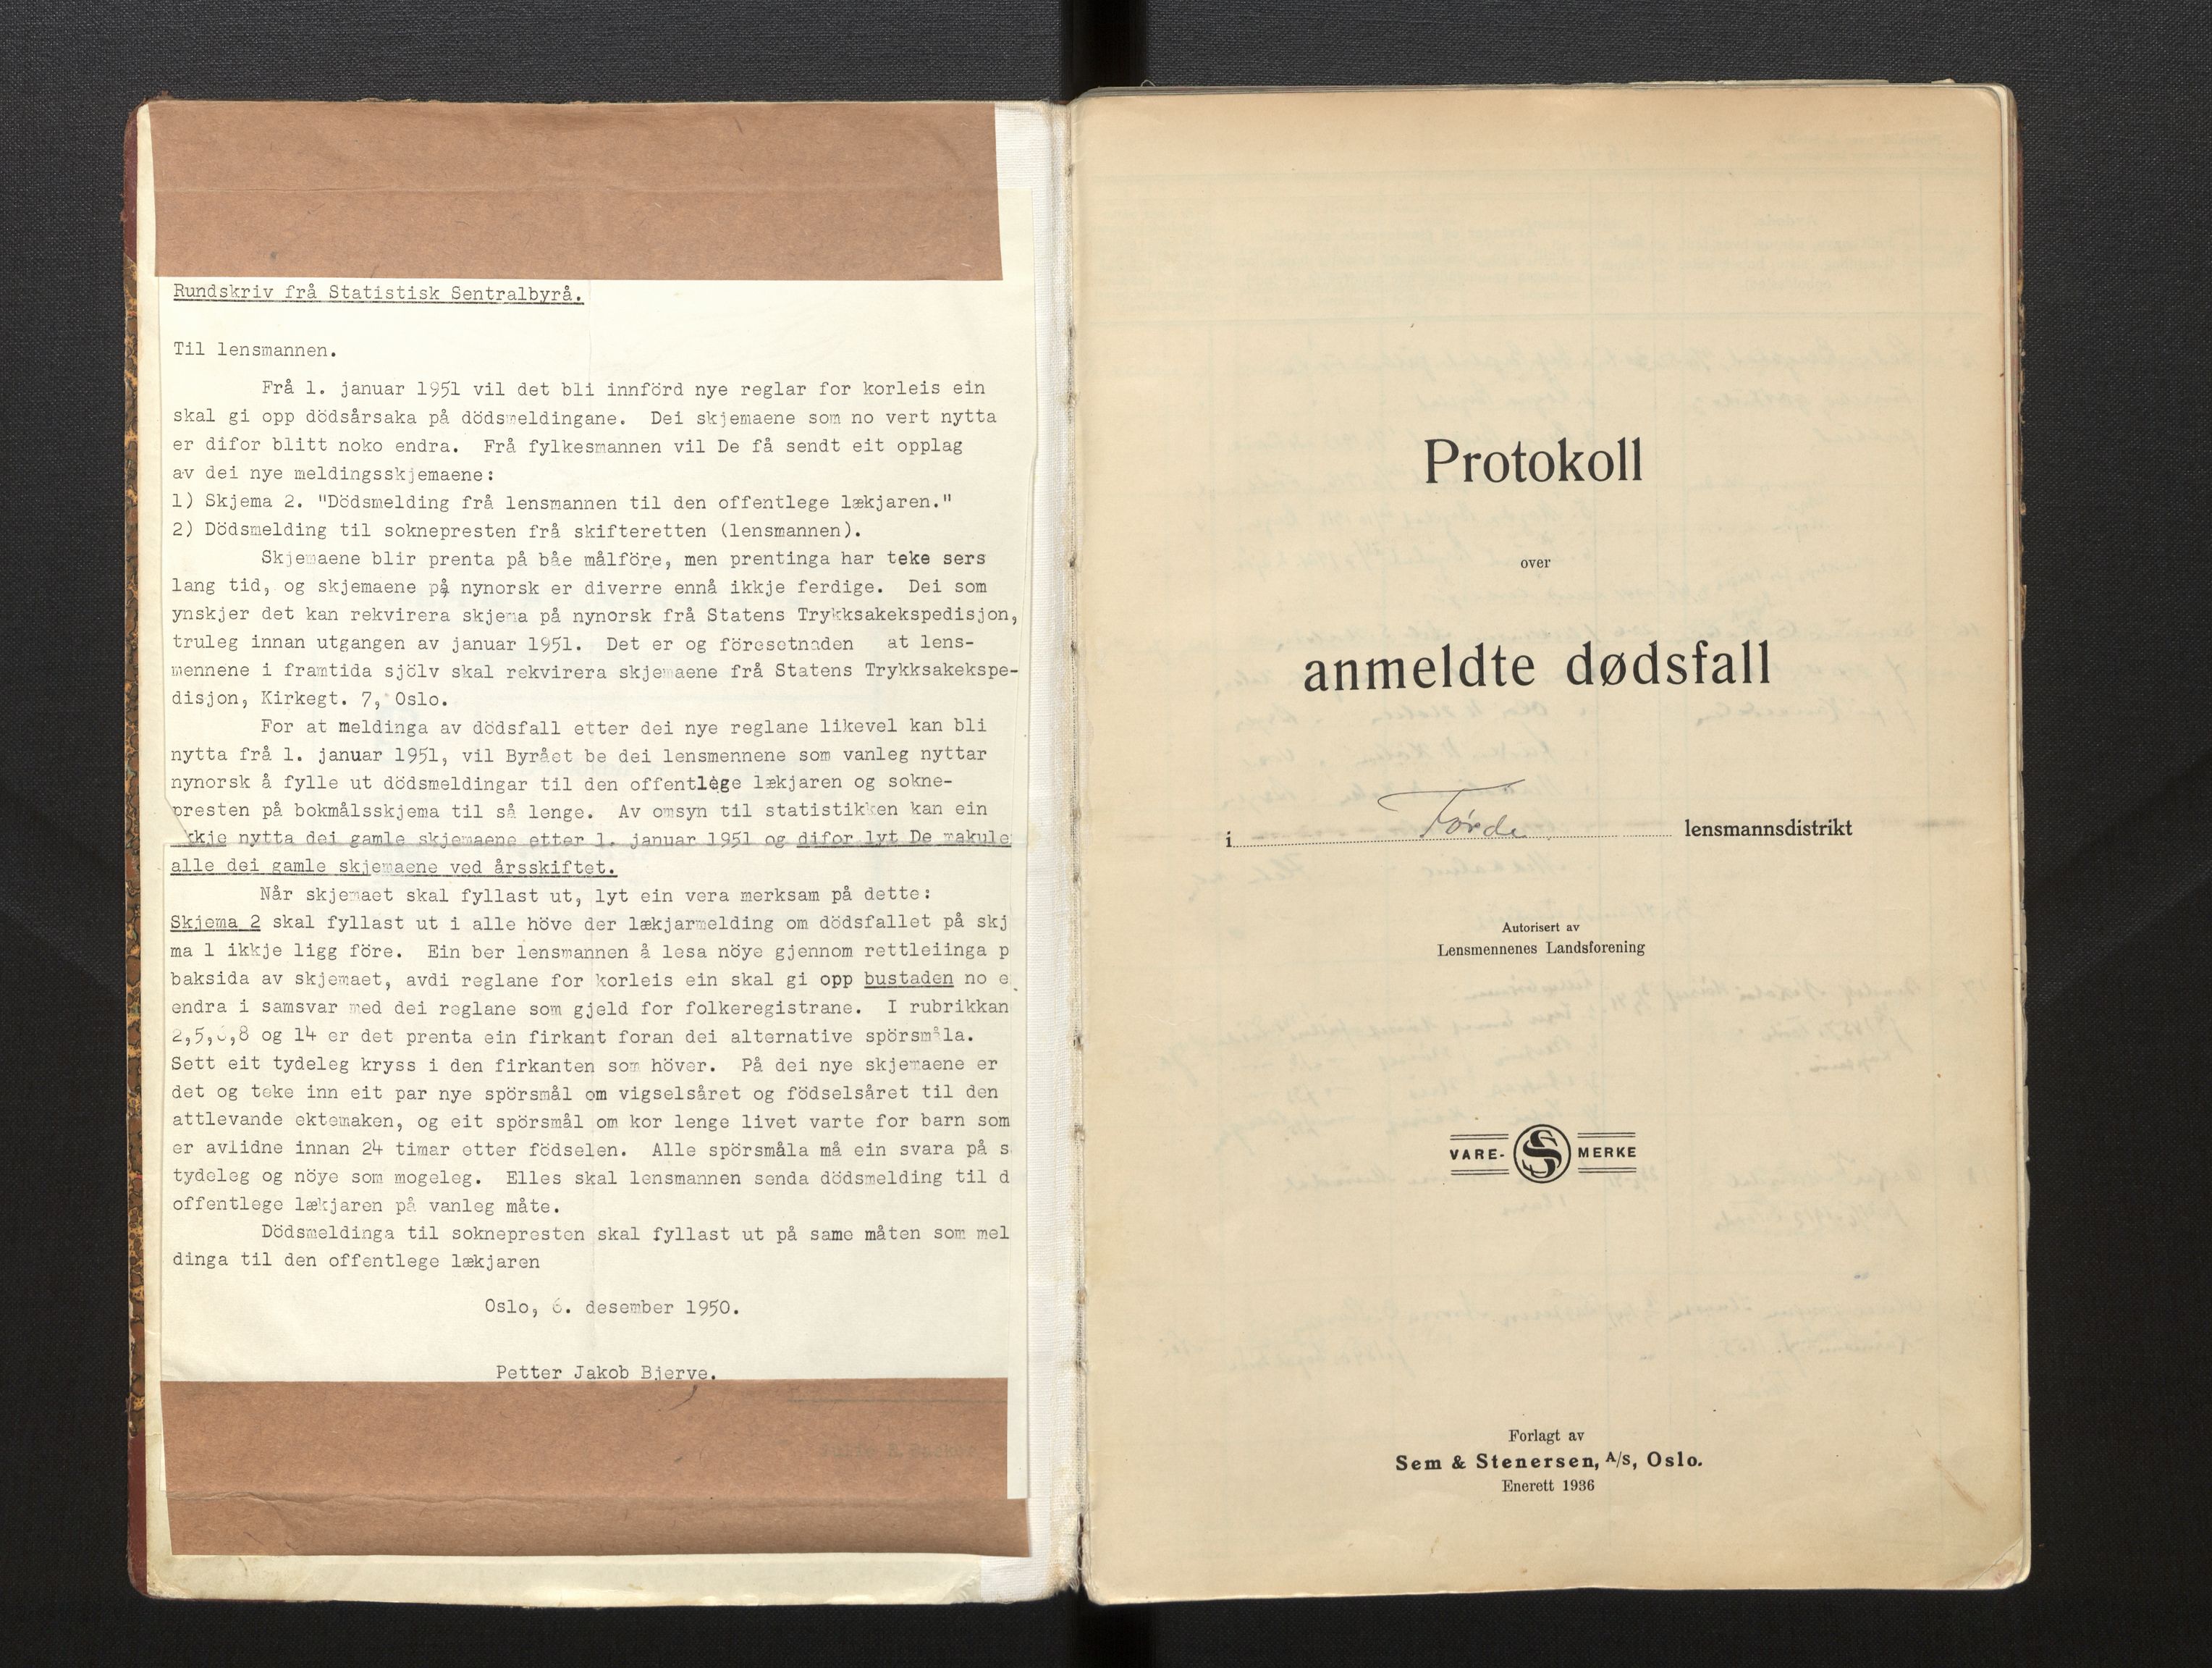 Rundskriv frå Statistisk Sentralbyrå.
Til lensmannen.
Frå 1. januar 1951 vil det bli innförd nye reglar for korleis ein
skal gi opp dödsårsaka på dödsmeldingane. Dei skjemaene som no vert nytta
er difor blitt noko endra. Frå fylkesmannen vil De få sendt eit opplag
av dei nye meldingsskjemaene:
1) Skjema 2. "Dödsmelding frå lensmannen til den offentlege lækjaren."
2) Dödsmelding til soknepresten frå skifteretten (lensmannen).
Skjemaene blir prenta på båe målföre, men prentinga har teke sers
lang tid, og skjemaene på nynorsk er diverre ennå ikkje ferdige. Dei som
ynskjer det kan rekvirera skjema på nynorsk frå Statens Trykksakekspedisjon,
truleg innan utgangen av januar 1951. Det er og föresetnaden at lens-
mennene i framtida sjölv skal rekvirera skjemaene frå Statens Trykksakekspe-
disjon, Kirkegt. 7, Oslo.
For at meldinga av dödsfall etter dei nye reglane likevel kan bli
nytta frå 1. januar 1951, vil Byrået be dei lensmennene som vanleg nyttar
nynorsk å fylle ut dödsmeldingar til den offentlege lækjaren og sokne-
presten på bokmålsskjema til så lenge. Av omsyn til statistikken kan ein
kkje nytta dei gamle skjemaene etter 1. januar 1951 og difor lyt De makule
alle dei gamle skjemaene ved årsskiftet.
Når skjemaet skal fyllast ut, lyt ein vera merksam på dette:
Skjema 2 skal fyllast ut i alle höve der lækjarmelding om dödsfallet på skj
ma 1 ikkje ligg före. Ein ber lensmannen å lesa nöye gjennom rettleiinga p
baksida av skjemaet, avdi reglane for korleis ein skal gi opp bustaden no e
endra i samsvar med dei reglane som gjeld for folkeregistrane. I rubrikkan
2,5, ,8 og 14 er det prenta ein firkant foran dei alternative spörsmåla.
Sett eit tydeleg kryss i den firkanten som höver. På dei nye skjemaene er
det og teke inn eit par nye spörsmål om vigselsåret og födselsåret til den
attlevande ektemaken, og eit spörsmål om kor lenge livet varte for barn som
er avlidne innan 24 timar etter födselen. Alle spörsmåla må ein svara på s
tydeleg og nöye som mogeleg. Elles skal lensmannen senda dödsmelding til d
offentlege lækjaren på vanleg måte.
Dödsmeldinga til soknepresten skal fyllast ut på same måten som mel
dinga til den offentlege lækjaren
Oslo, 6. desember 1950.
Petter Jakob Bjerve.
Protokoll
over
anmeldte dødsfall
i Førde lensmannsdistrikt
Autorisert av
Lensmennenes Landsforening
VARE- S MERKE
Forlagt av
Sem & Stenersen, A/S, Oslo.
Enerett 1936